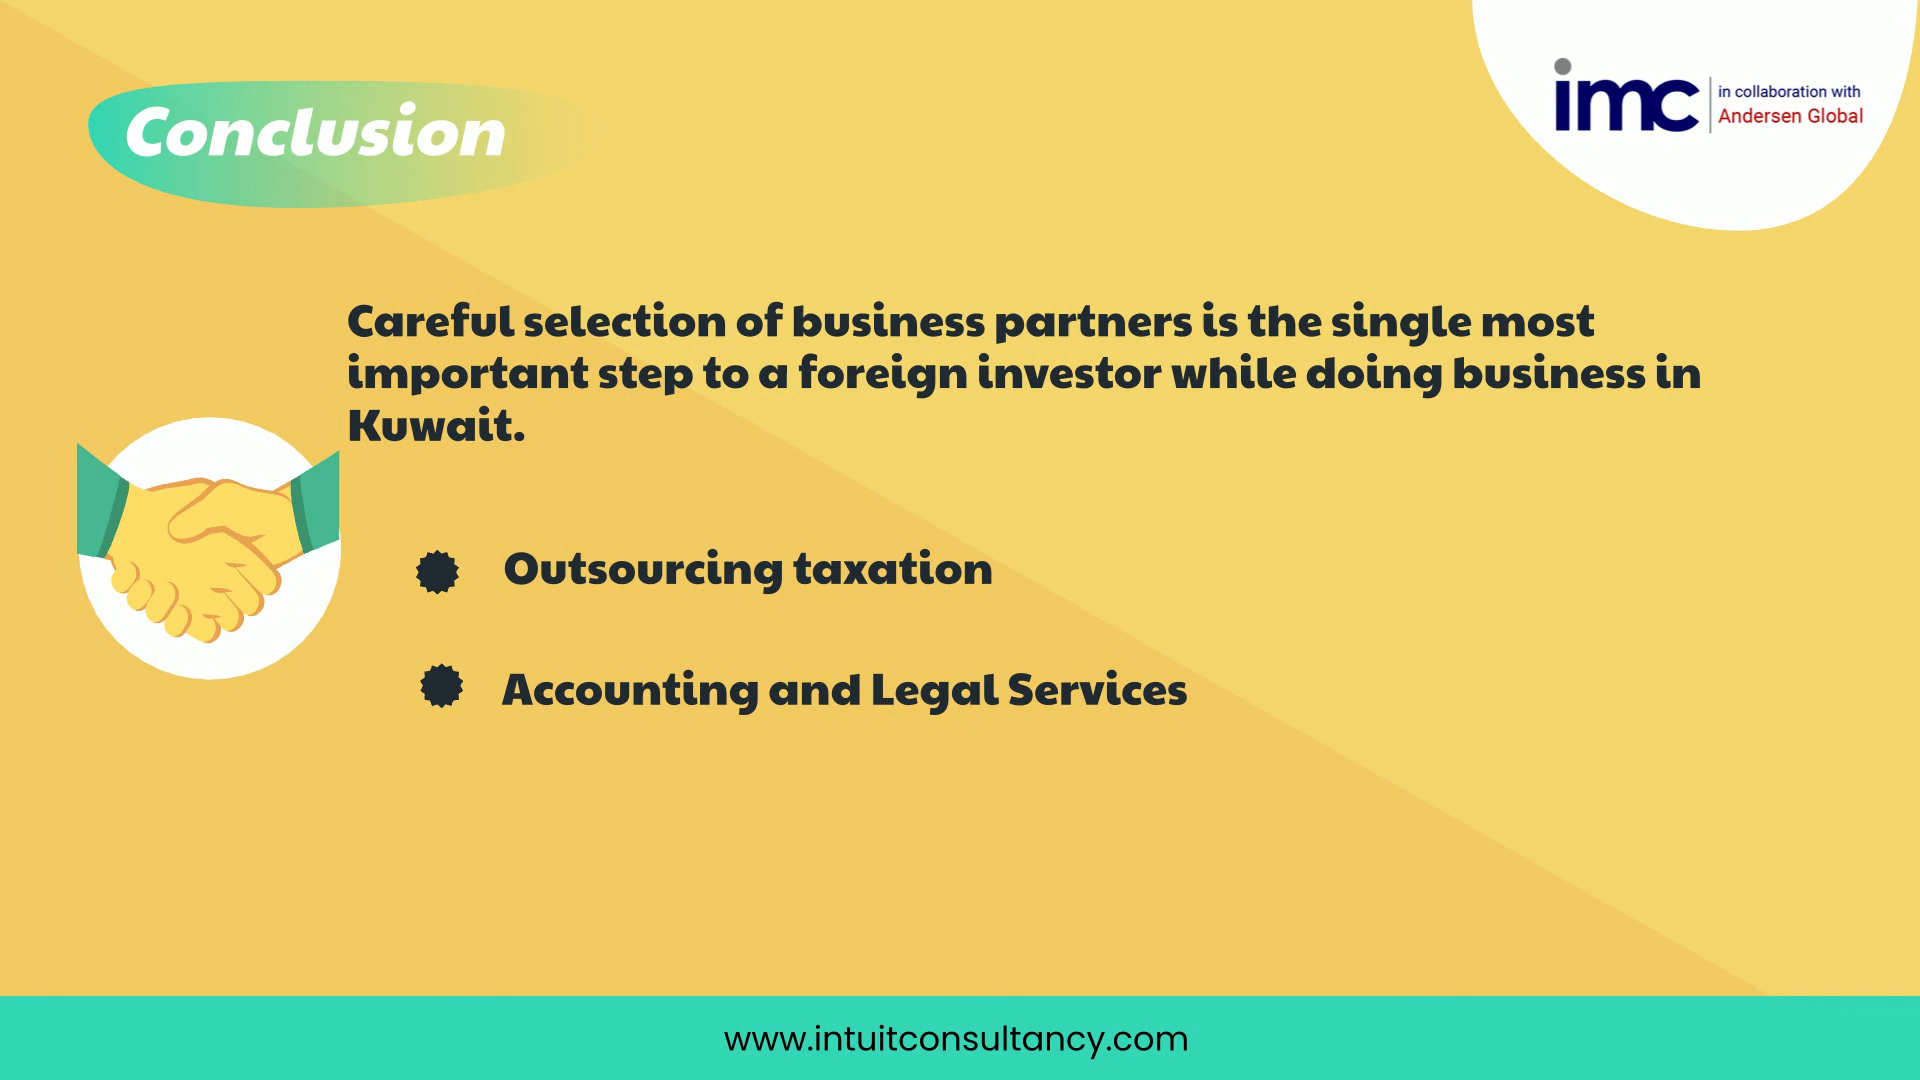 Conclusion
imc
in collaboration with
Andersen Global
Careful selection of business partners is the single most
important step to a foreign investor while doing business in
Kuwait.
Outsourcing taxation
Accounting and Legal Services
www.intuitconsultancy.com